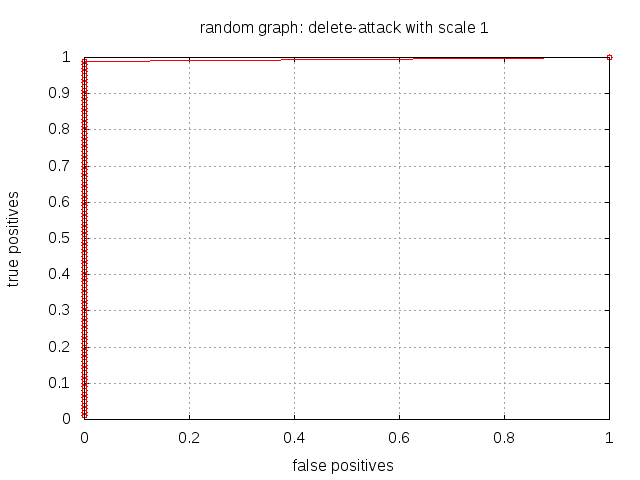 random graph: delete-attack with scale 1
1
0.9
0.8
0.7
0.6
0.5
0.4
0.3
0.2
0.1
0
true positives
0 0.2 0.4 0.6 0.8 1
false positives